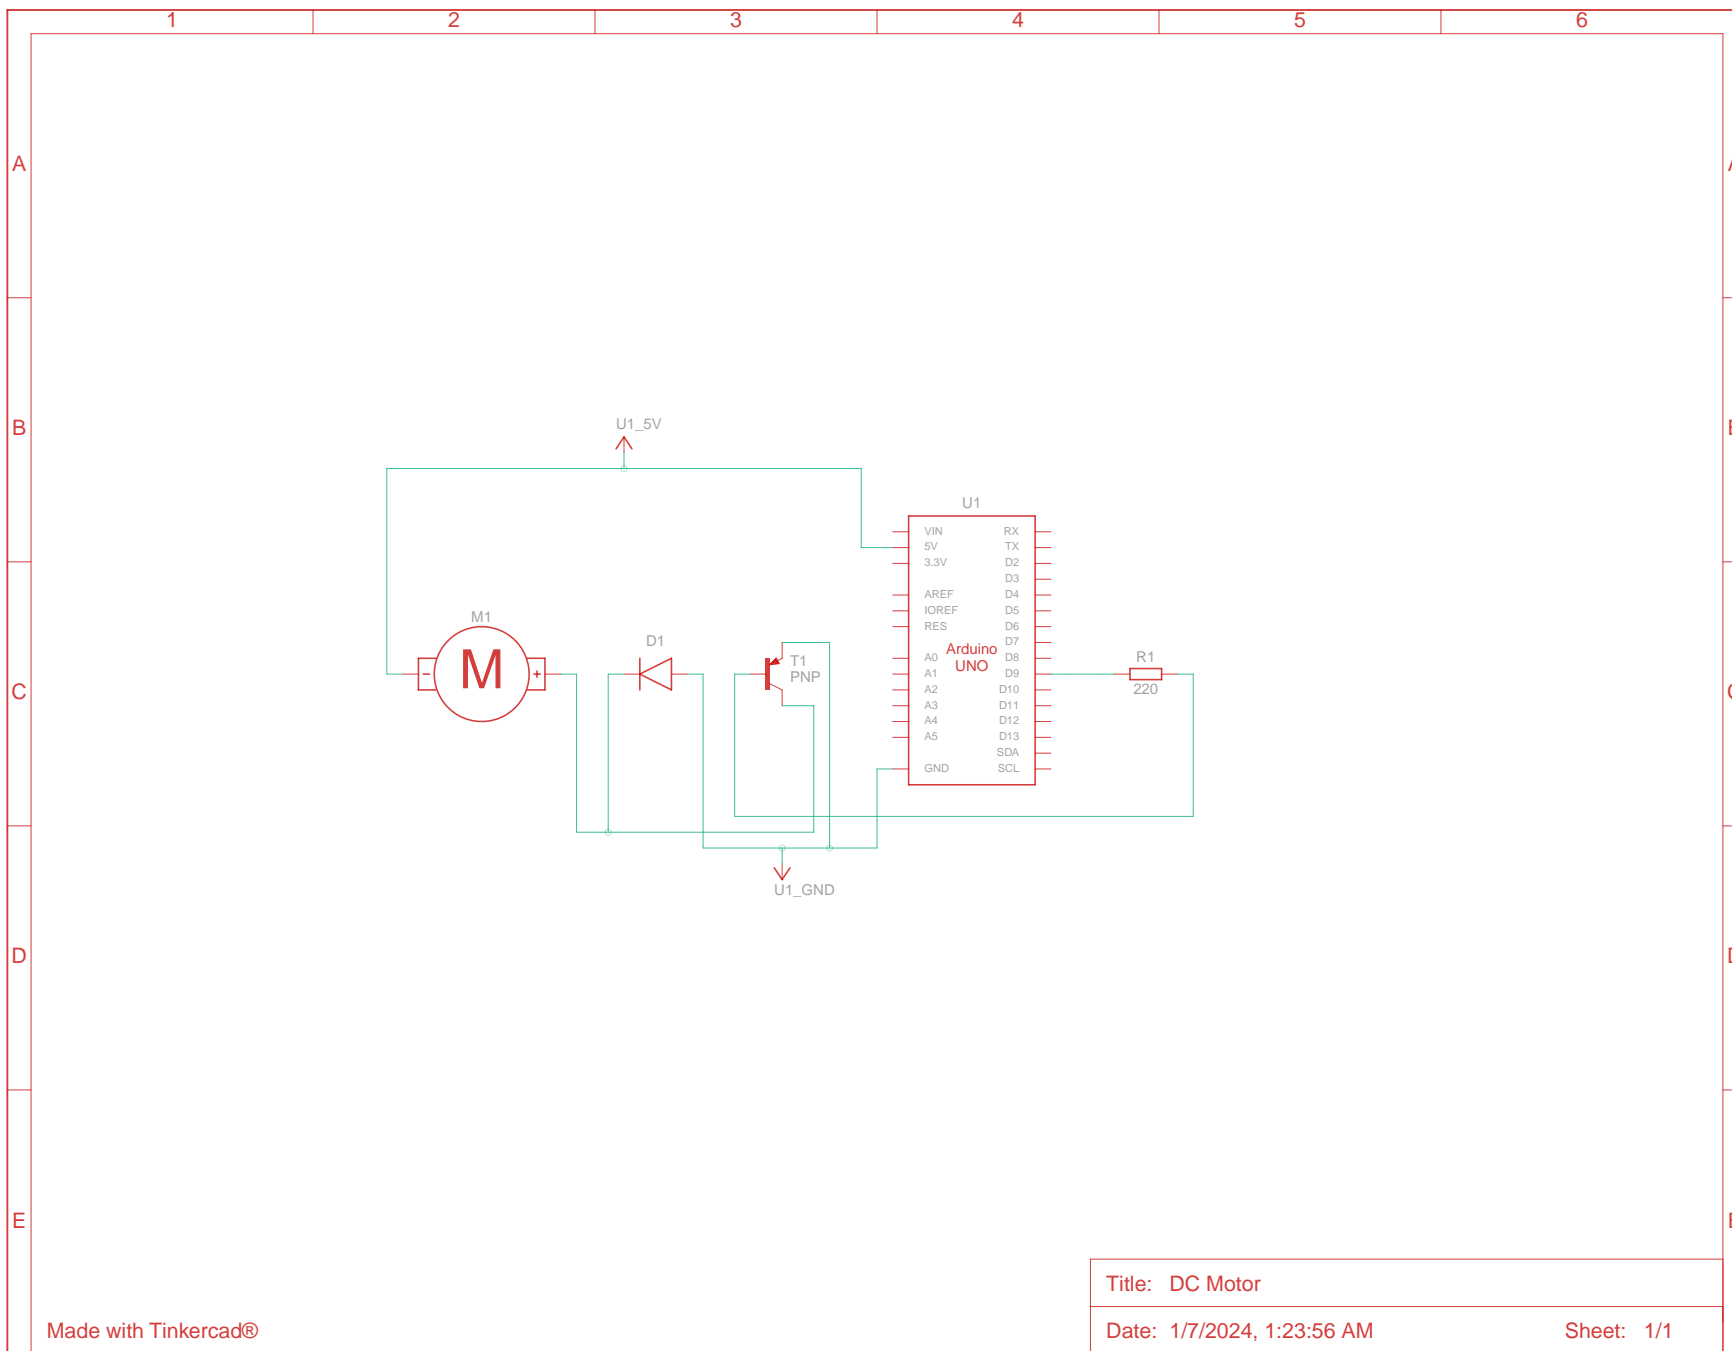 1 2 3 4 5 6
A
B
C
D
E
U1_5V
U1
VIN RX
5V TX
3.3V D2
D3
AREF D4
IOREF D5
RES D6
D7
Arduino
UNO
A0 D8
A1 D9
A2 D10
A3 D11
A4 D12
A5 D13
SDA
GND SCL
M1
M
-
+
D1
T1
PNP
R1
220
U1_GND
Title: DC Motor
Made with Tinkercad®
Date: 1/7/2024, 1:23:56 AM Sheet: 1/1